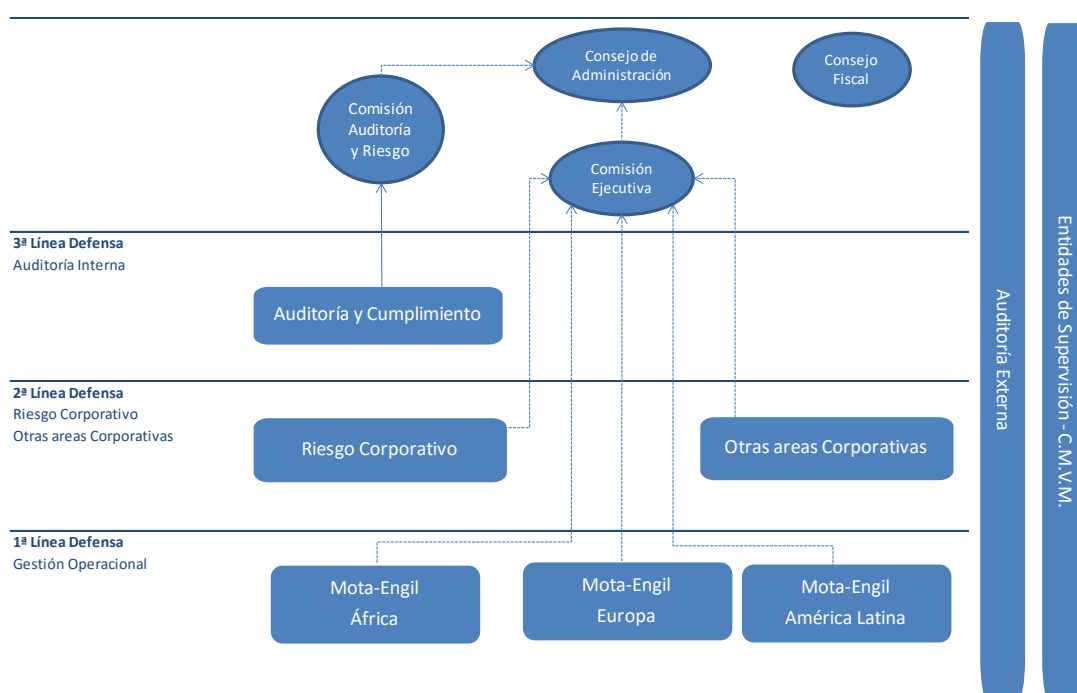 Consejo de
Administración
Consejo
Fiscal
Comisión
Auditoría
y Riesgo
Comisión
Ejecutiva
3ª Línea Defensa
Auditoría Interna
Auditoría y Cumplimiento
2ª Línea Defensa
Riesgo Corporativo
Otras areas Corporativas
Riesgo Corporativo
Otras areas Corporativas
1ª Línea Defensa
Gestión Operacional
Mota-Engil
África
Mota-Engil
Europa
Mota-Engil
América Latina
Auditoría Externa
Entidades de Supervisión - C.M.V.M.